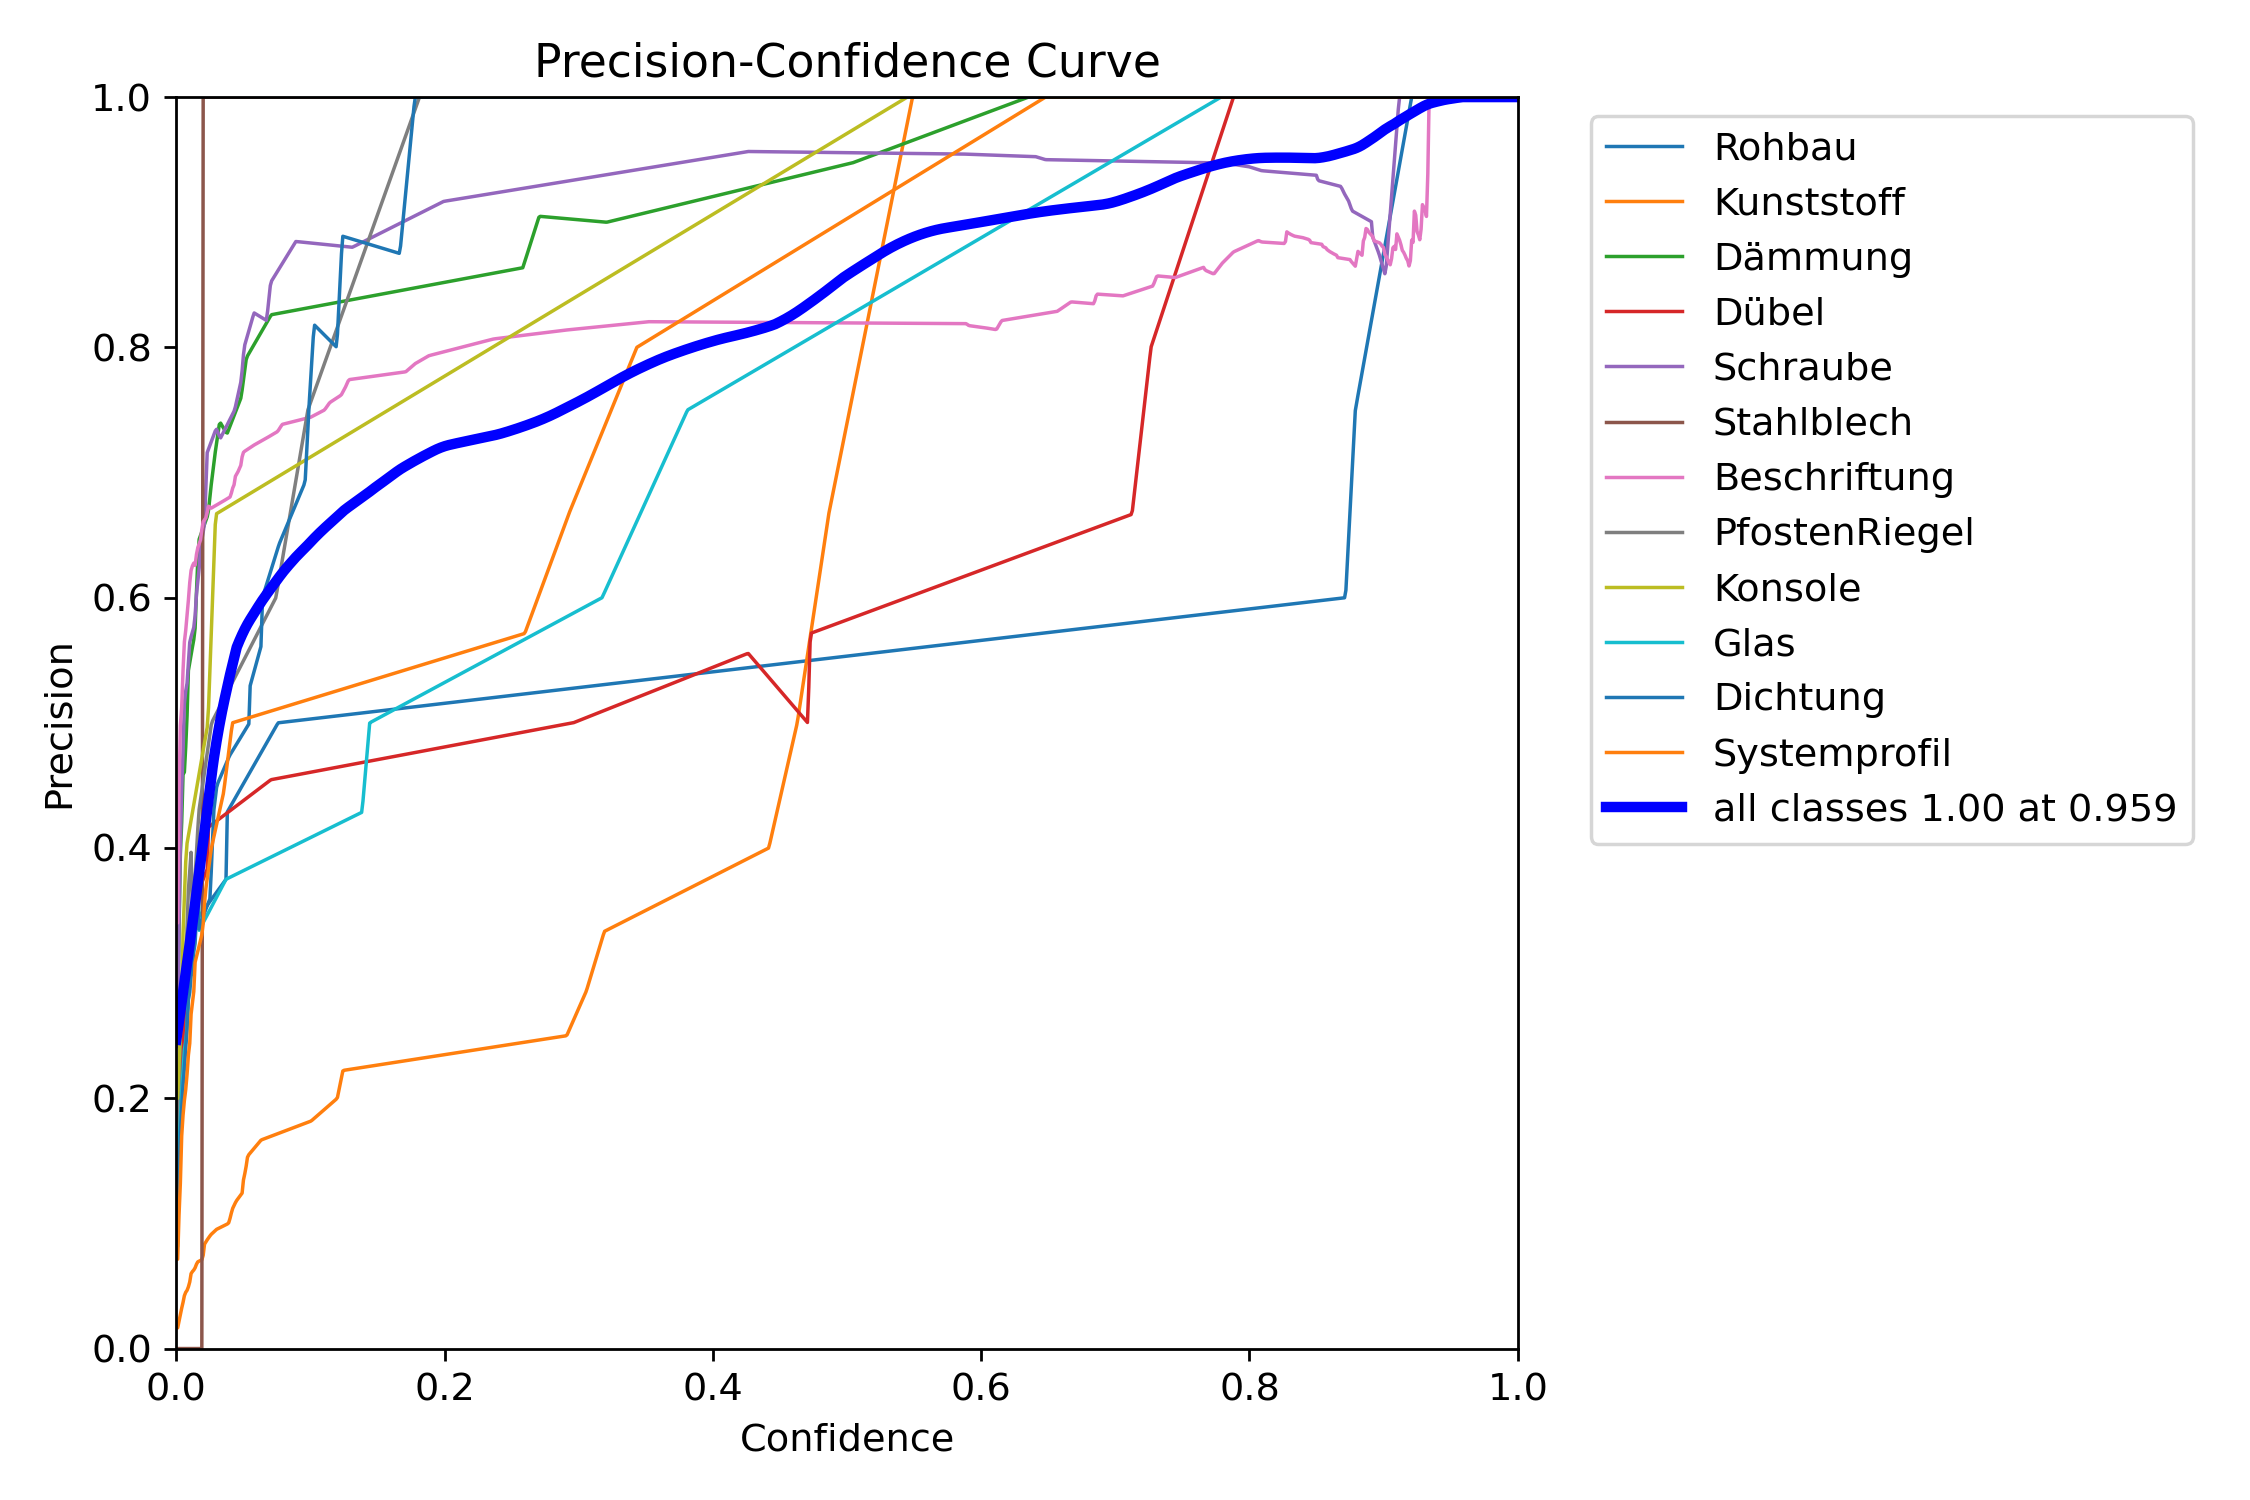 Precision-Confidence Curve
1.0
0.8
0.6
0.4
0.2
0.0
Precision
0.0 0.2 0.4 0.6 0.8 1.0
Confidence
Rohbau
Kunststoff
Dämmung
Dübel
Schraube
Stahlblech
Beschriftung
PfostenRiegel
Konsole
Glas
Dichtung
Systemprofil
all classes 1.00 at 0.959